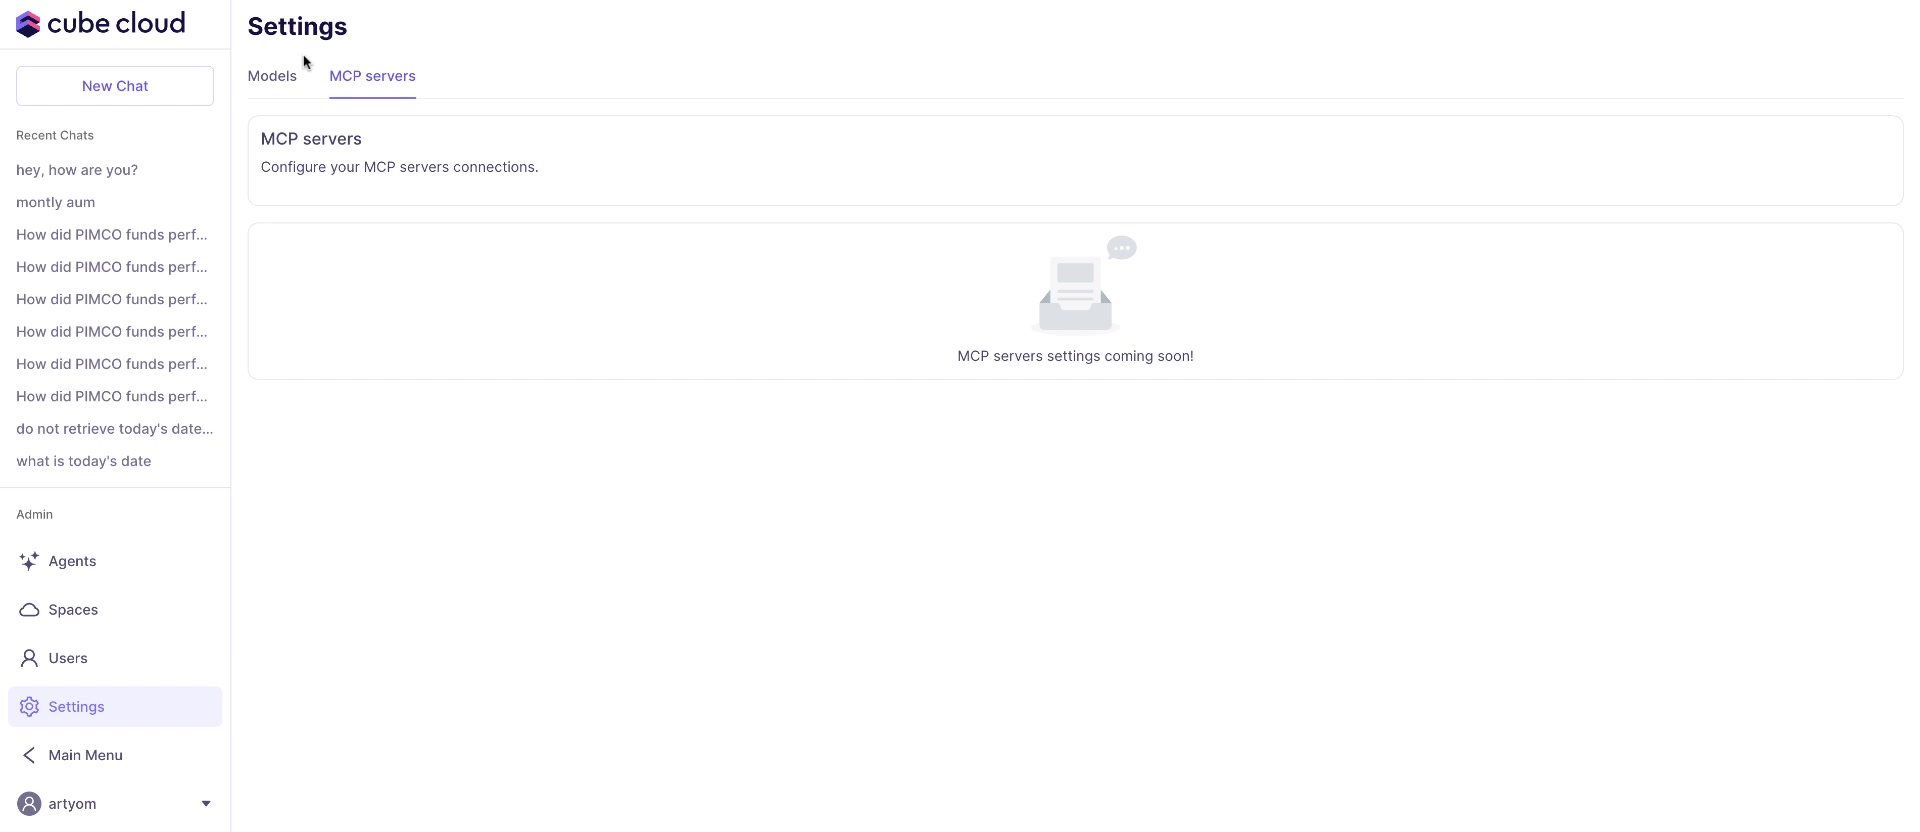 cube cloud
New Chat
Recent Chats
hey, how are you?
montly aum
How did PIMCO funds perf...
How did PIMCO funds perf...
How did PIMCO funds perf...
How did PIMCO funds perf...
How did PIMCO funds perf...
How did PIMCO funds perf...
do not retrieve today's date...
what is today's date
Admin
Agents
Spaces
Users
Settings
Main Menu
artyom
Settings
Models
MCP servers
MCP servers
Configure your MCP servers connections.
MCP servers settings coming soon!